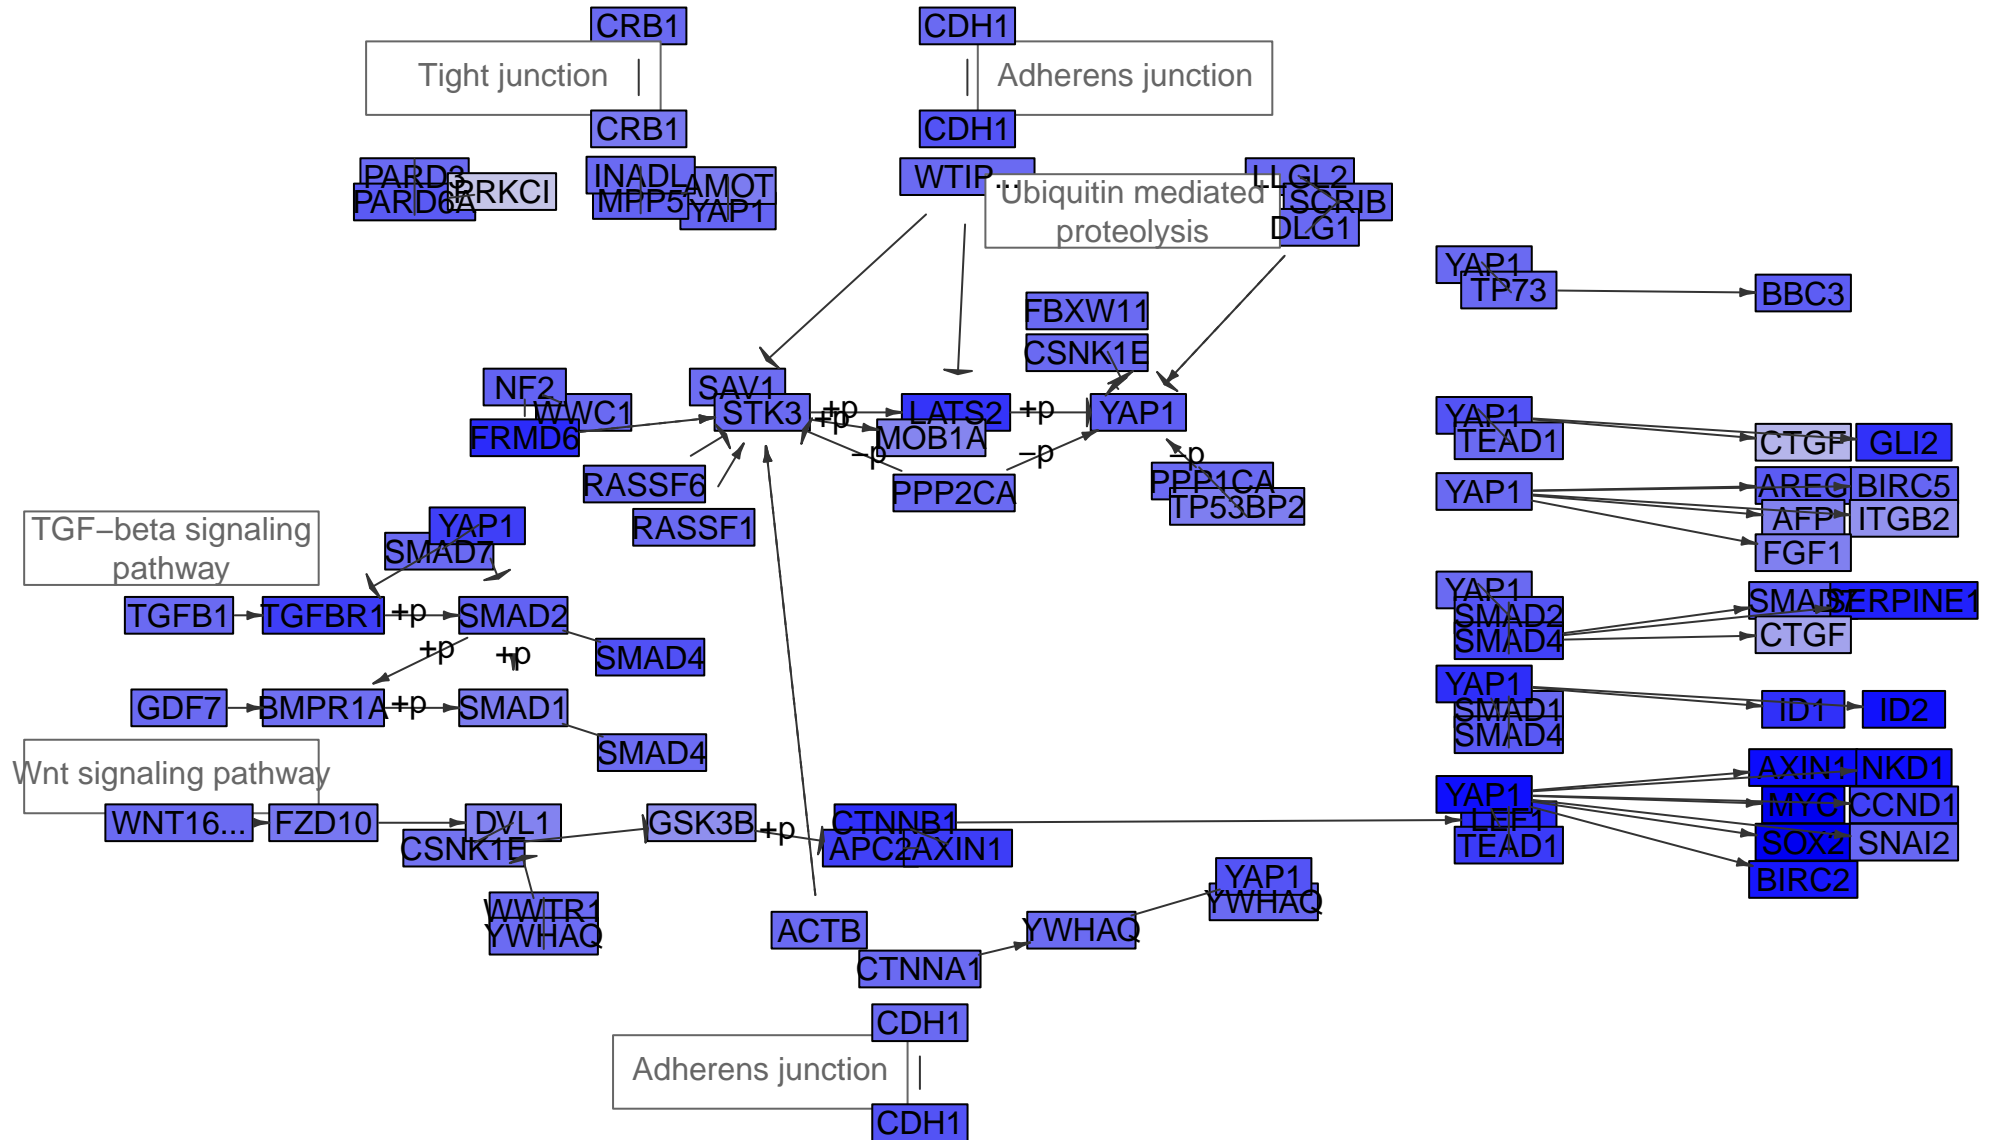 CRB1
CDH1
Tight junction
Adherens junction
CRB1
CDH1
PARD3
PARD6A
PRKCI
INADL
MPP5
AMOT
YAP1
WTIP...
Ubiquitin mediated
proteolysis
LLGL2
SCRIB
DLG1
YAP1
TP73
BBC3
FBXW11
CSNK1E
NF2
WWC1
FRMD6
SAV1
STK3
+p
+p
LATS2
MOB1A
+p
YAP1
−p
−p
−p
RASSF6
RASSF1
PPP2CA
PPP1CA
TP53BP2
YAP1
TEAD1
CTGF
GLI2
YAP1
AREG
BIRC5
AFP
ITGB2
FGF1
TGF−beta signaling
pathway
YAP1
SMAD7
TGFB1
TGFBR1
+p
SMAD2
+p
+p
SMAD4
YAP1
SMAD2
SMAD4
SMAD7
SERPINE1
CTGF
GDF7
BMPR1A
+p
SMAD1
SMAD4
YAP1
SMAD1
SMAD4
ID1
ID2
Wnt signaling pathway
WNT16...
FZD10
DVL1
CSNK1E
GSK3B
+p
CTNNB1
APC2
AXIN1
YAP1
LEF1
TEAD1
AXIN1
NKD1
MYC
CCND1
SOX2
SNAI2
BIRC2
WWTR1
YWHAQ
ACTB
CTNNA1
YWHAQ
YAP1
YWHAQ
CDH1
Adherens junction
CDH1